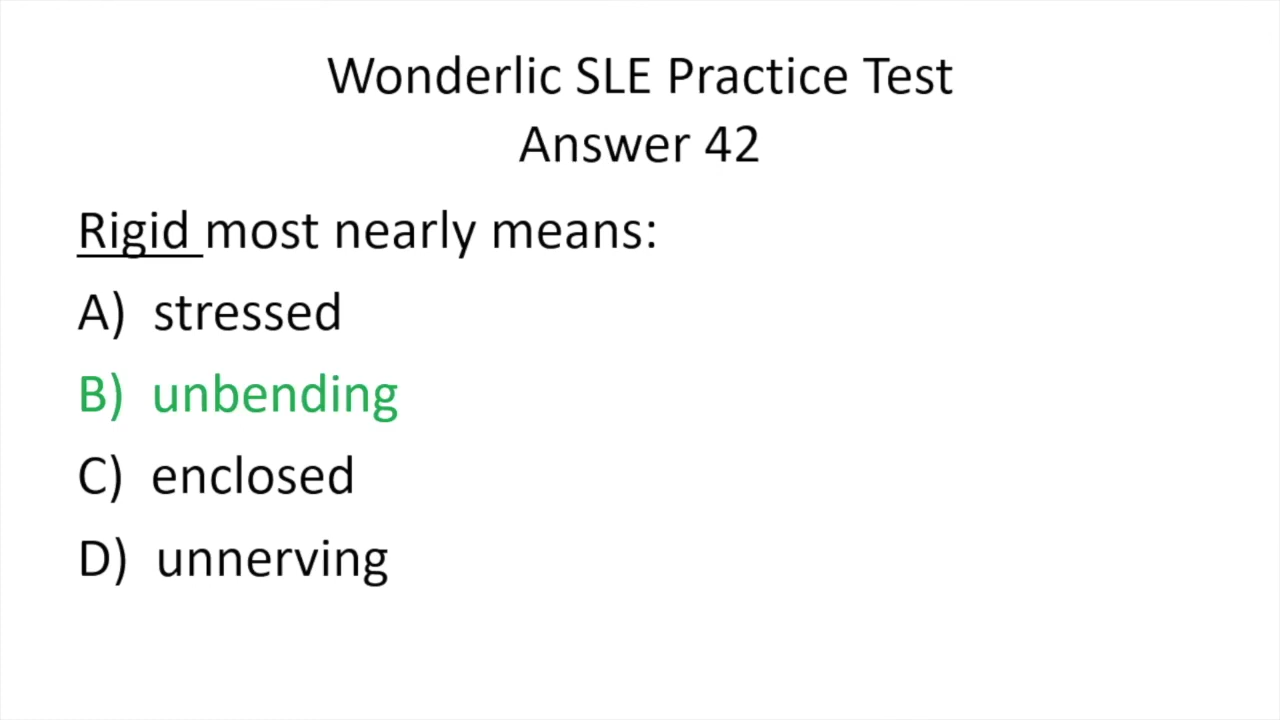 Wonderlic SLE Practice Test
Answer 42
Rigid most nearly means:
A) stressed
B) unbending
C) enclosed
D) unnerving